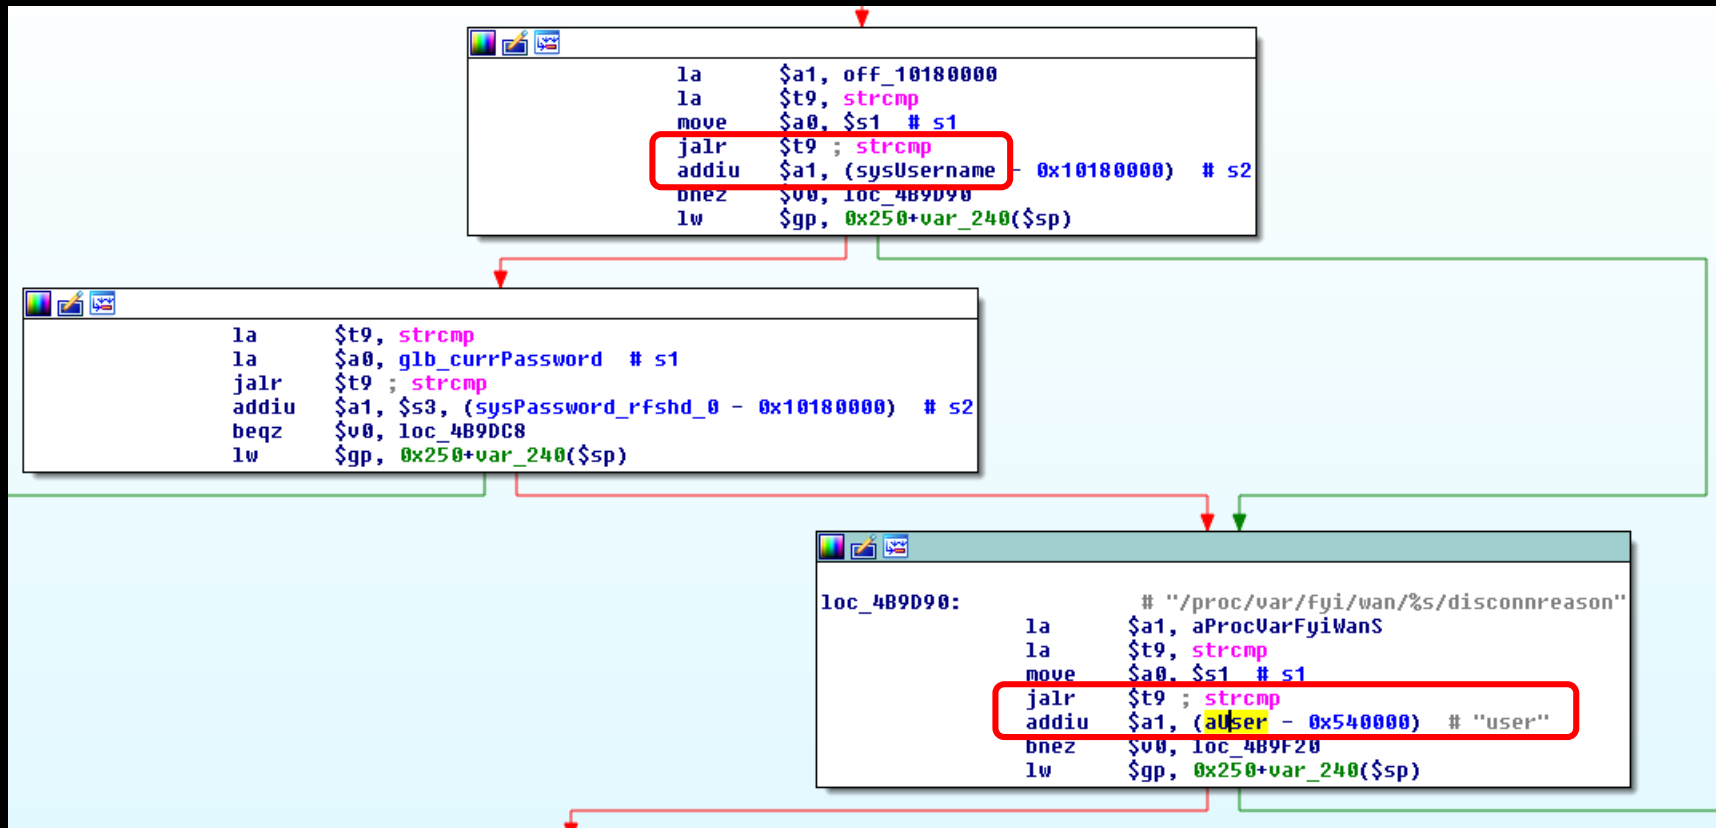 la $a1, off_10180000
la $t9, strcmp
move $a0, $s1 # s1
jalr $t9 ; strcmp
addiu $a1, (sysUsername - 0x10180000) # s2
bnez $v0, loc_4B9D90
lw $gp, 0x250+var_240($sp)
la $t9, strcmp
la $a0, glb_currPassword # s1
jalr $t9 ; strcmp
addiu $a1, $s3, (sysPassword_rfshd_0 - 0x10180000) # s2
beqz $v0, loc_4B9DC8
lw $gp, 0x250+var_240($sp)
loc_4B9D90: # "/proc/var/fyi/wan/%s/disconnreason"
la $a1, aProcVarFyiWanS
la $t9, strcmp
move $a0, $s1 # s1
jalr $t9 ; strcmp
addiu $a1, (aUser - 0x540000) # "user"
bnez $v0, loc_4B9F20
lw $gp, 0x250+var_240($sp)